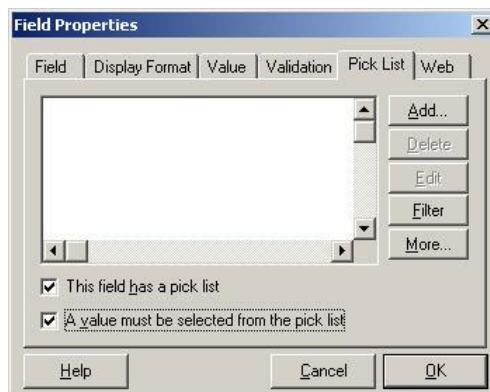 Field Properties
Field Display Format Value Validation Pick List Web
Add...
Delete
Edit
Filter
More...
This field has a pick list
A value must be selected from the pick list
Help Cancel OK